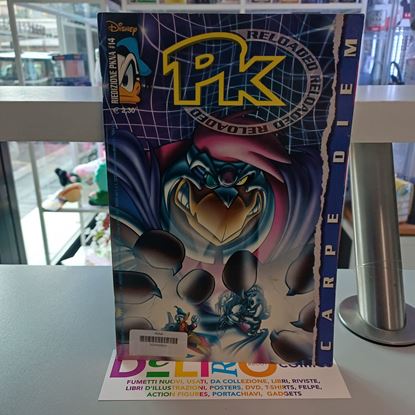 Disney
RIEDIZIONE PKNA #14
2,30
PK
RELOADED RELOADED RELOADED
CARPE DIEM
FUMETTI NUOVI, USATI, DA COLLEZIONE, LIBRI, RIVISTE,
LIBRI D'ILLUSTRAZIONI, POSTERS, DVD, T-SHIRTS, FELPE,
ACTION FIGURES, PORTACHIAVI, GADGETS